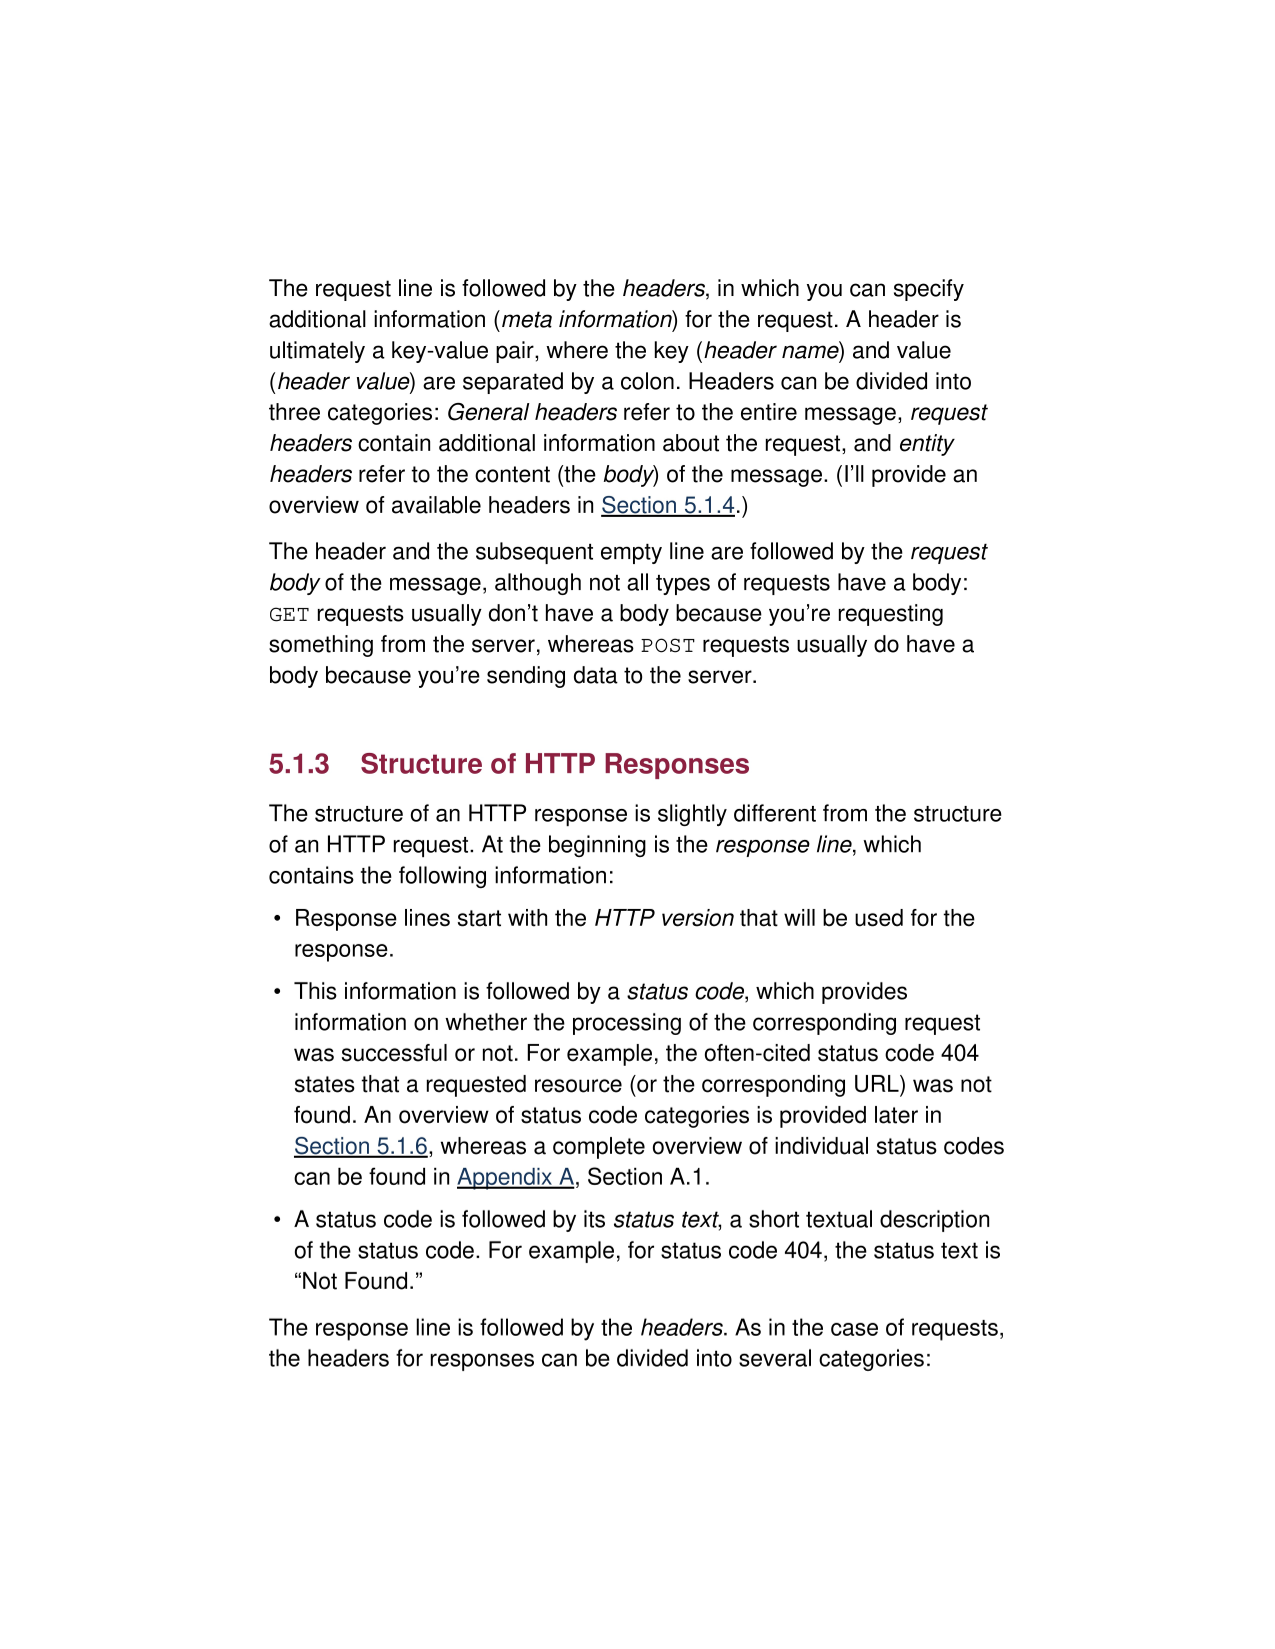 The request line is followed by the headers, in which you can specify
additional information (meta information) for the request. A header is
ultimately a key-value pair, where the key (header name) and value
(header value) are separated by a colon. Headers can be divided into
three categories: General headers refer to the entire message, request
headers contain additional information about the request, and entity
headers refer to the content (the body) of the message. (I’ll provide an
overview of available headers in Section 5.1.4.)
The header and the subsequent empty line are followed by the request
body of the message, although not all types of requests have a body:
GET requests usually don’t have a body because you’re requesting
something from the server, whereas POST requests usually do have a
body because you’re sending data to the server.
5.1.3 Structure of HTTP Responses
The structure of an HTTP response is slightly different from the structure
of an HTTP request. At the beginning is the response line, which
contains the following information:
• Response lines start with the HTTP version that will be used for the
response.
• This information is followed by a status code, which provides
information on whether the processing of the corresponding request
was successful or not. For example, the often-cited status code 404
states that a requested resource (or the corresponding URL) was not
found. An overview of status code categories is provided later in
Section 5.1.6, whereas a complete overview of individual status codes
can be found in Appendix A, Section A.1.
• A status code is followed by its status text, a short textual description
of the status code. For example, for status code 404, the status text is
“Not Found.”
The response line is followed by the headers. As in the case of requests,
the headers for responses can be divided into several categories: